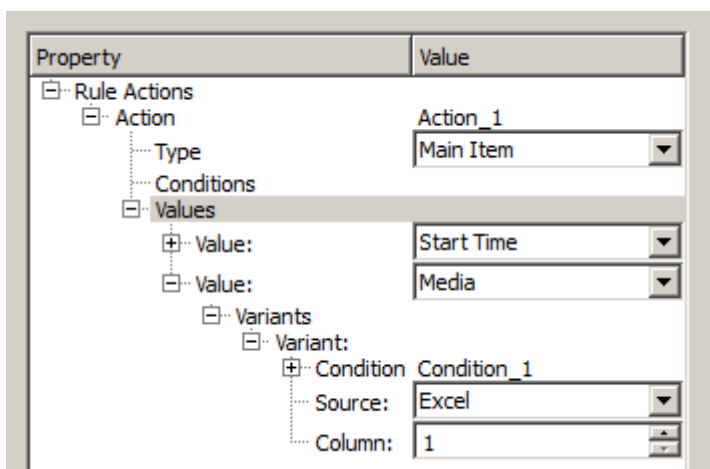 Property Value
Rule Actions
Action Action_1
Type Main Item
Conditions
Values
Value: Start Time
Value: Media
Variants
Variant:
Condition Condition_1
Source: Excel
Column: 1